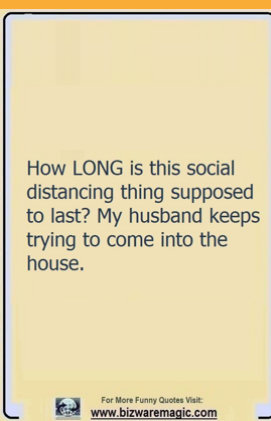 How LONG is this social
distancing thing supposed
to last? My husband keeps
trying to come into the
house.
For More Funny Quotes Visit:
www.bizwaremagic.com